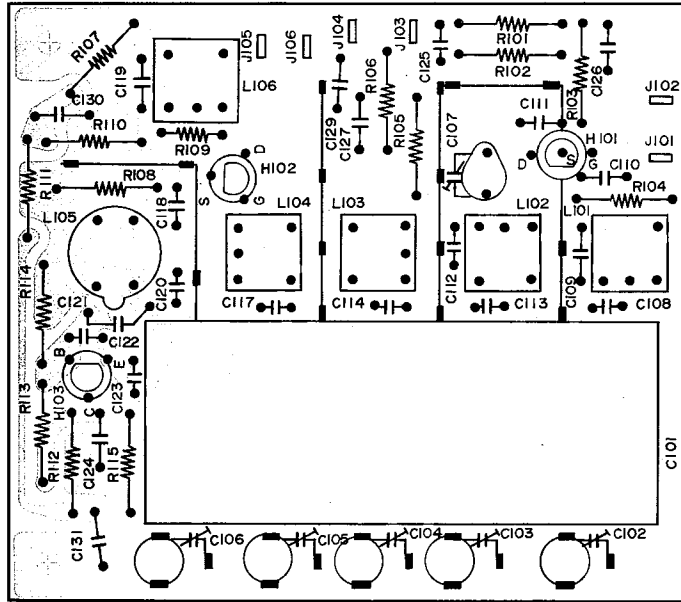 R107
J105
J106
J104
J103
C125
R101
R102
R103
C126
C119
L106
R106
J102
C130
C129
C127
R105
C107
C111
R110
R109
D
H102
S
G
H101
D
S
G
J101
C110
R111
R108
C118
L104
L103
L102
L101
R104
L105
R114
C121
C120
C117
C114
C112
C113
C109
C108
C122
B
E
H103
C
C123
R113
R112
C124
R115
C101
C131
C106
C105
C104
C103
C102